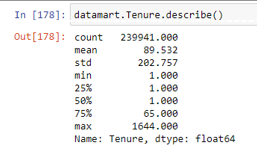 In [178]: datamart.Tenure.describe()
Out[178]: count 239941.000
mean 89.532
std 202.757
min 1.000
25% 1.000
50% 1.000
75% 65.000
max 1644.000
Name: Tenure, dtype: float64